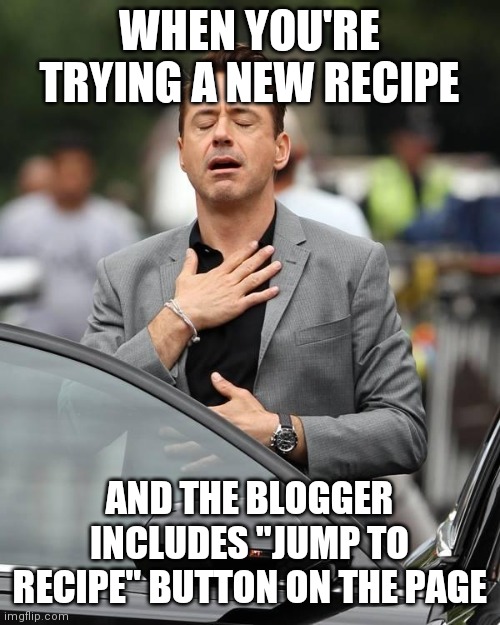 WHEN YOU'RE
TRYING A NEW RECIPE
AND THE BLOGGER
INCLUDES "JUMP TO
RECIPE" BUTTON ON THE PAGE
imgflip.com